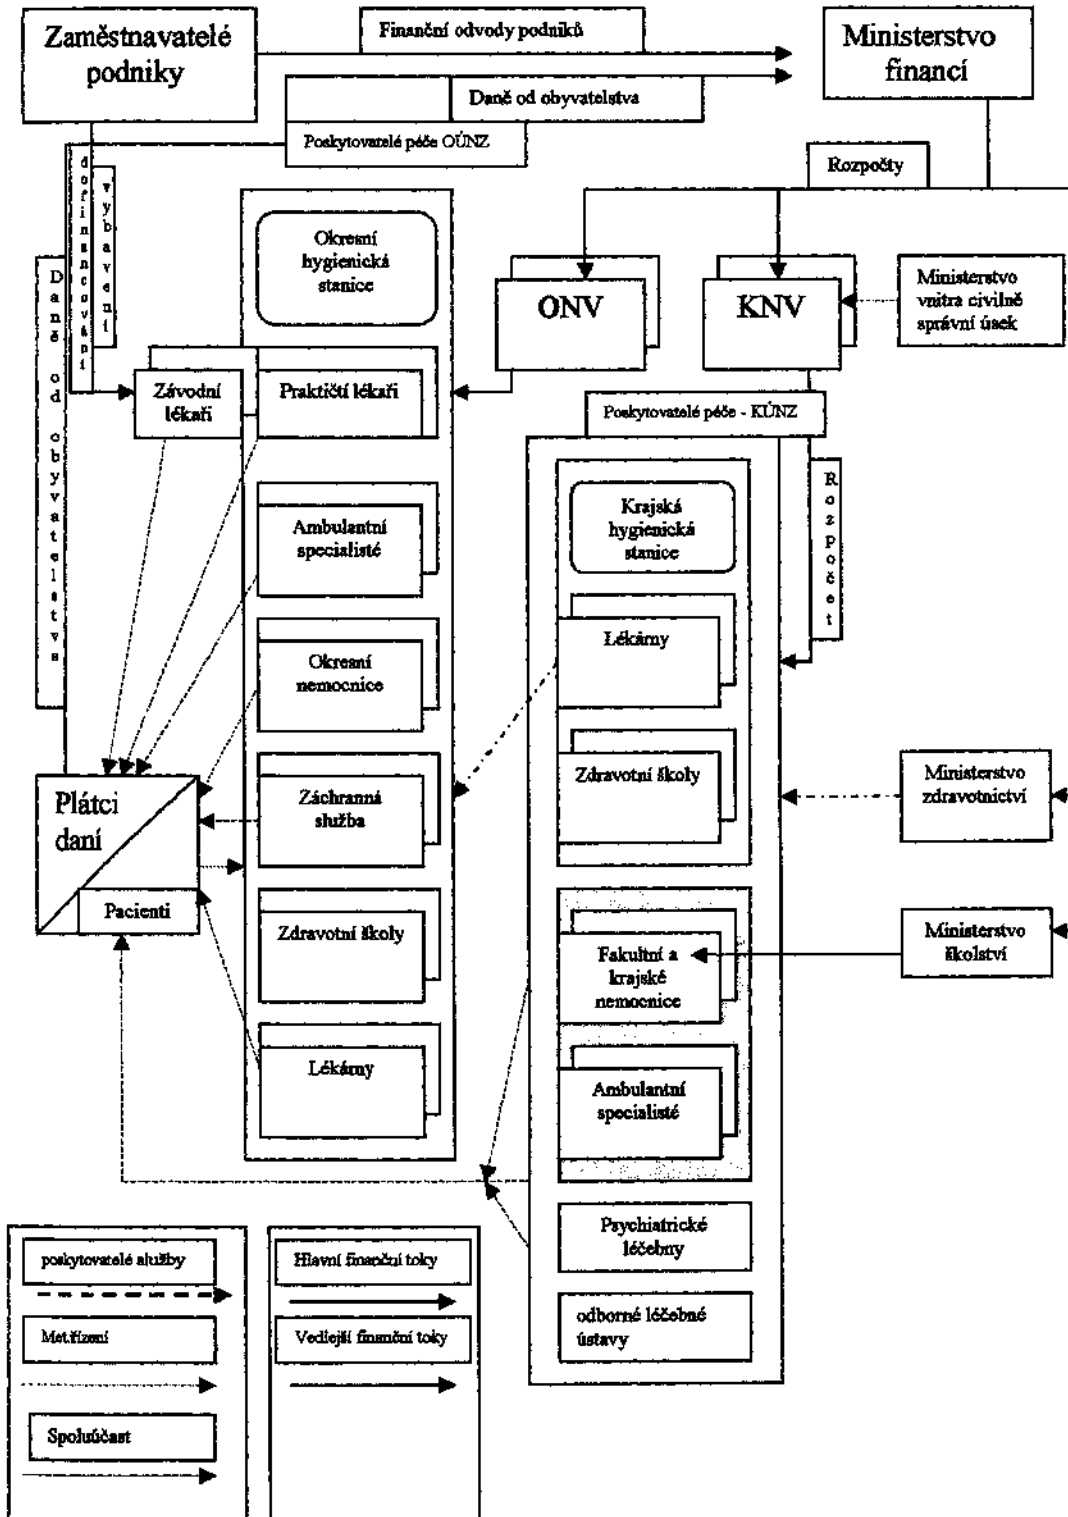 Zaměstnavatelé
podniky
Finanční odvody podniků
Ministerstvo
financí
Daně od obyvatelstva
Poskytovatelé péče OÚNZ
Rozpočty
dofinancování
vybavení
Daně od obyvatelstva
Okresní
hygienická
stanice
ONV
KNV
Ministerstvo
vnitra civilně
správní úsek
Závodní
lékaři
Praktičtí lékaři
Poskytovatelé péče - KÚNZ
Rozpočet
Krajská
hygienická
stanice
Ambulantní
specialisté
Lékárny
Okresní
nemocnice
Zdravotní školy
Ministerstvo
zdravotnictví
Plátci
daní
Pacienti
Záchranná
služba
Zdravotní školy
Fakultní a
krajské
nemocnice
Ministerstvo
školství
Lékárny
Ambulantní
specialisté
Psychiatrické
léčebny
odborné léčebné
ústavy
poskytovatelé služby
Hlavní finanční toky
Met.řízení
Vedlejší finanční toky
Spoluúčast